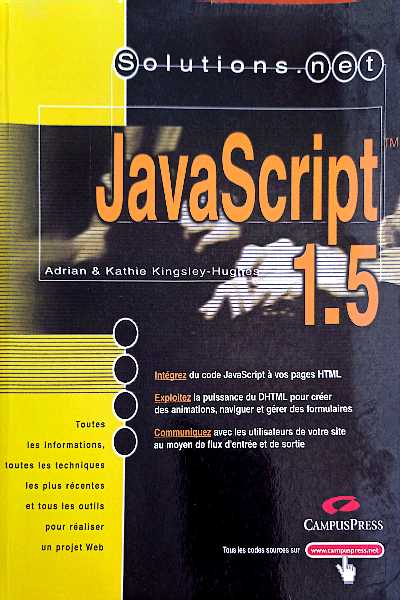 Solutions.net
JavaScript™
1.5
Adrian & Kathie Kingsley-Hughes
Intégrez du code JavaScript à vos pages HTML
Exploitez la puissance du DHTML pour créer
des animations, naviguer et gérer des formulaires
Communiquez avec les utilisateurs de votre site
au moyen de flux d'entrée et de sortie
Toutes
les informations,
toutes les techniques
les plus récentes
et tous les outils
pour réaliser
un projet Web
CAMPUSPRESS
Tous les codes sources sur www.campuspress.net